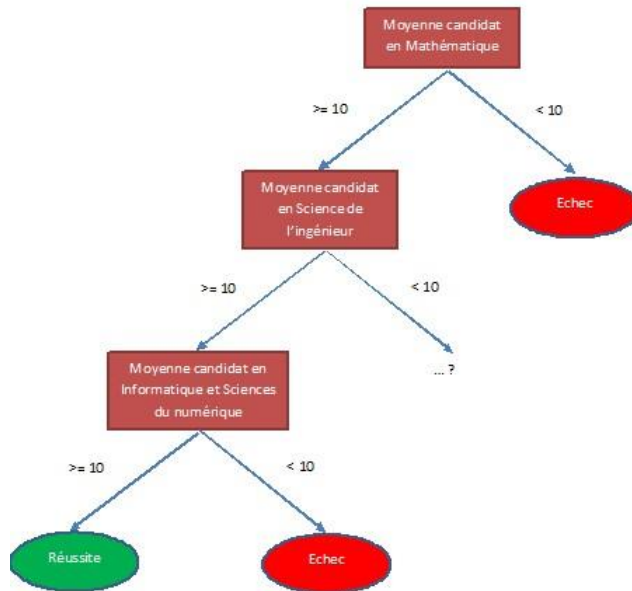 Moyenne candidat
en Mathématique
>= 10
< 10
Moyenne candidat
en Science de
l'ingénieur
Echec
>= 10
< 10
Moyenne candidat en
Informatique et Sciences
du numérique
... ?
>= 10
< 10
Réussite
Echec